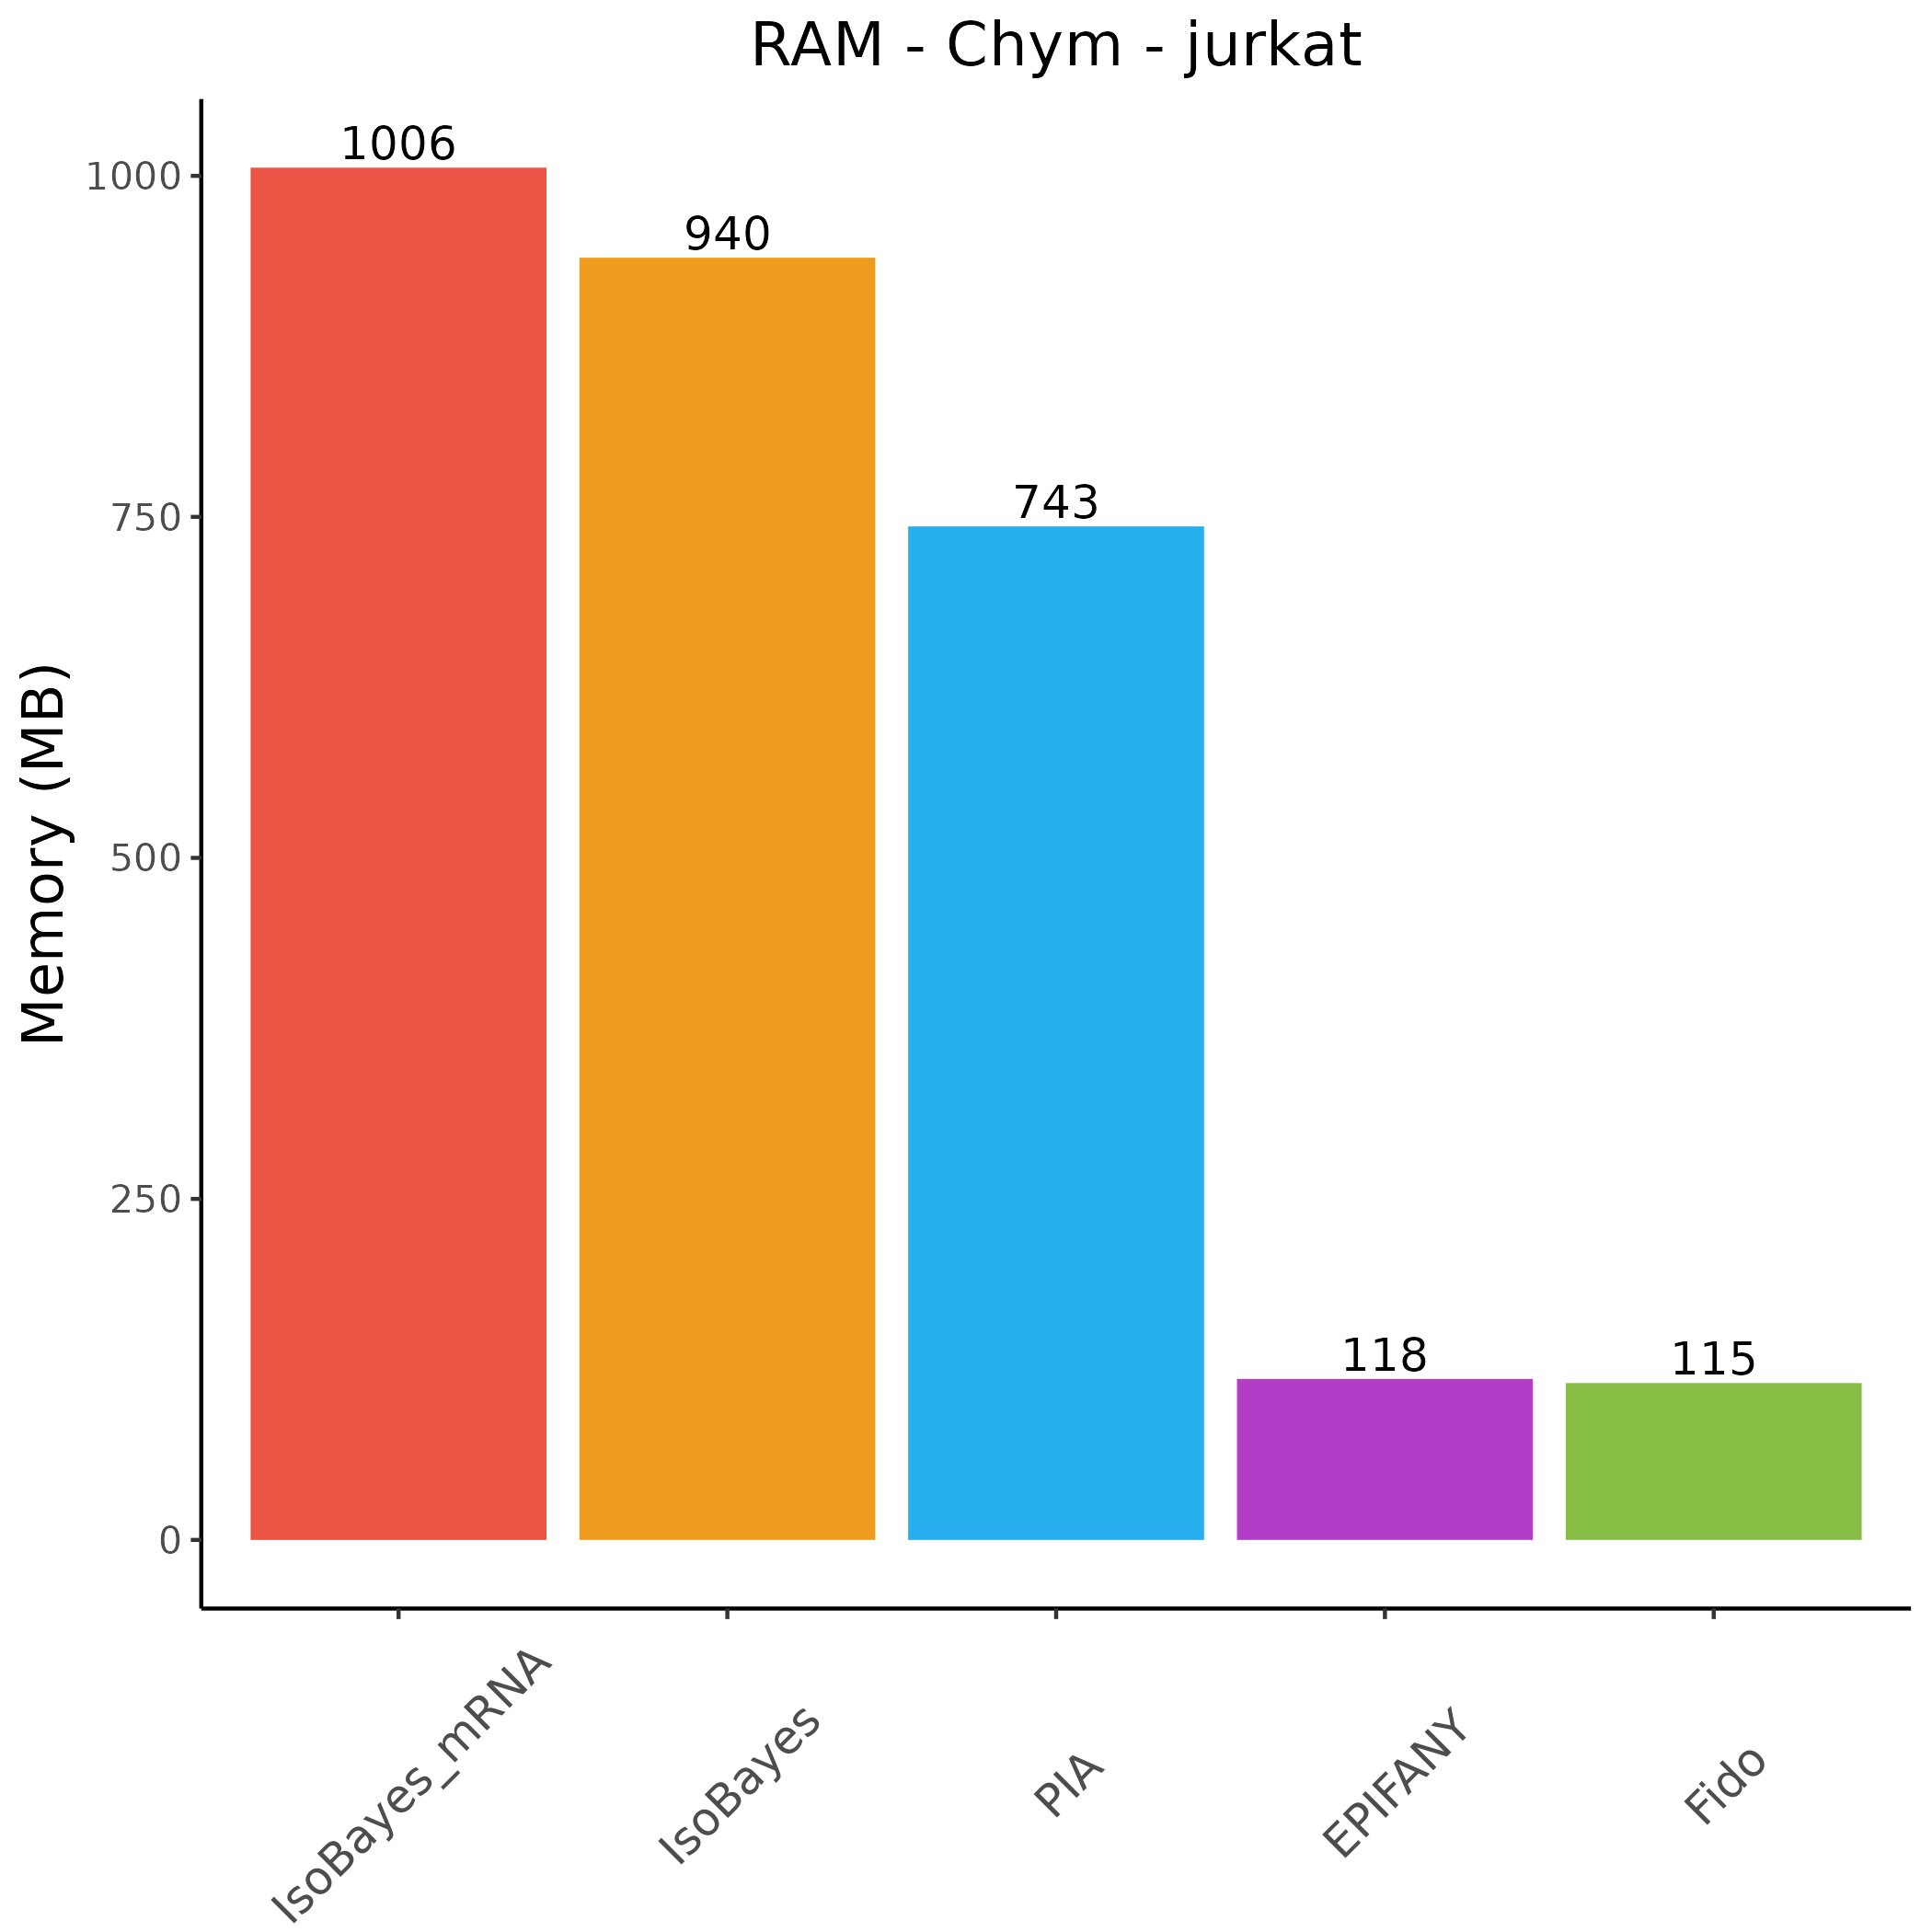 RAM - Chym - jurkat
Memory (MB)
1000
750
500
250
0
1006
940
743
118
115
IsoBayes_mRNA
IsoBayes
PIA
EPIFANY
Fido